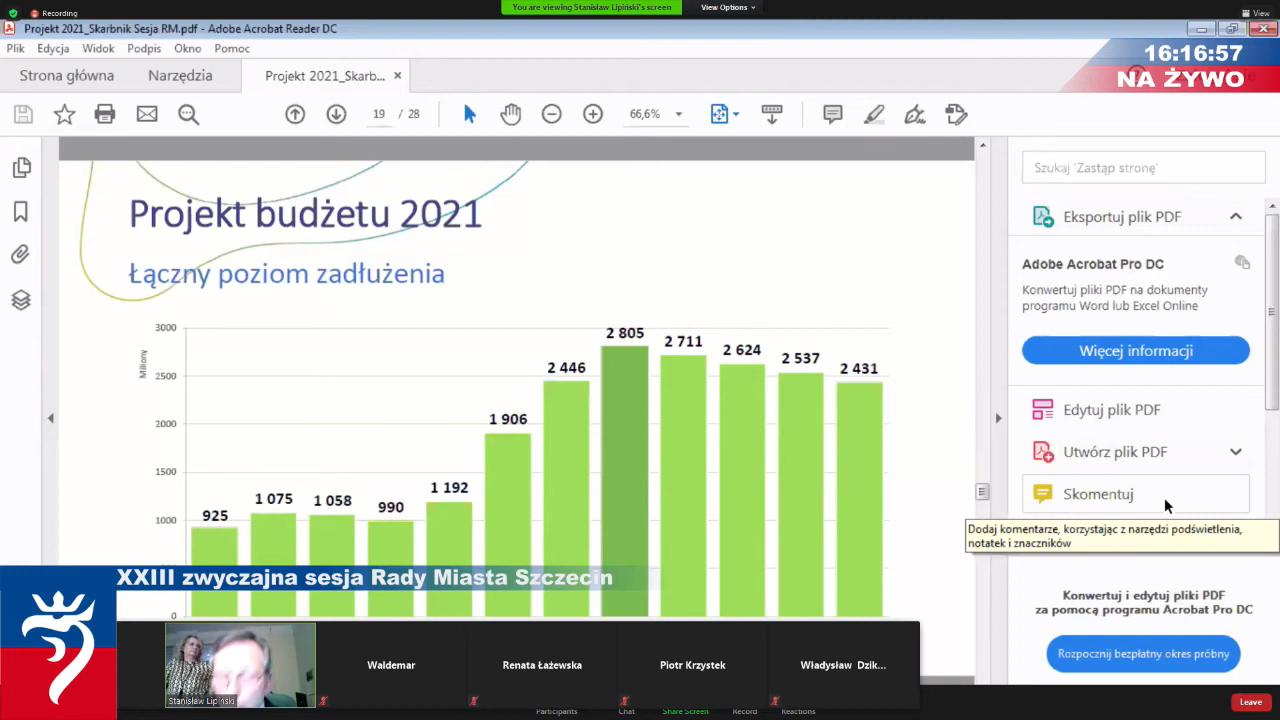 Recording
You are viewing Stanisław Lipiński's screen
View Options
View
Projekt 2021_Skarbnik Sesja RM.pdf - Adobe Acrobat Reader DC
Plik Edycja Widok Podpis Okno Pomoc
16:16:57
NA ŻYWO
Strona główna Narzędzia Projekt 2021_Skarb... ×
19 / 28
66,6%
Projekt budżetu 2021
Łączny poziom zadłużenia
Miliony
3000
2500
2000
1500
1000
0
925
1 075
1 058
990
1 192
1 906
2 446
2 805
2 711
2 624
2 537
2 431
Szukaj 'Zastąp stronę'
Eksportuj plik PDF
Adobe Acrobat Pro DC
Konwertuj pliki PDF na dokumenty
programu Word lub Excel Online
Więcej informacji
Edytuj plik PDF
Utwórz plik PDF
Skomentuj
Dodaj komentarze, korzystając z narzędzi podświetlenia,
notatek i znaczników
Konwertuj i edytuj pliki PDF
za pomocą programu Acrobat Pro DC
Rozpocznij bezpłatny okres próbny
XXIII zwyczajna sesja Rady Miasta Szczecin
Stanisław Lipiński
Waldemar
Renata Łażewska
Piotr Krzystek
Władysław Dzik...
Participants Chat Share Screen Record Reactions
Leave